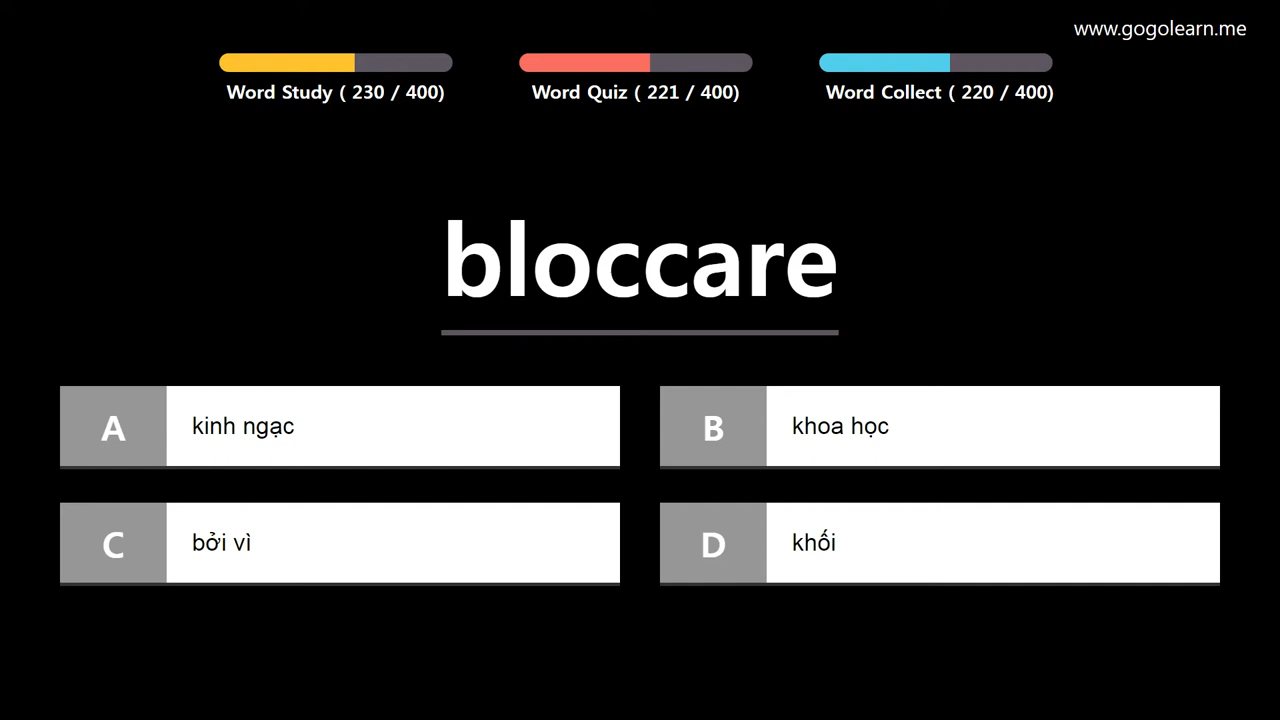 www.gogolearn.me
Word Study ( 230 / 400)
Word Quiz ( 221 / 400)
Word Collect ( 220 / 400)
bloccare
A kinh ngạc
B khoa học
C bởi vì
D khối